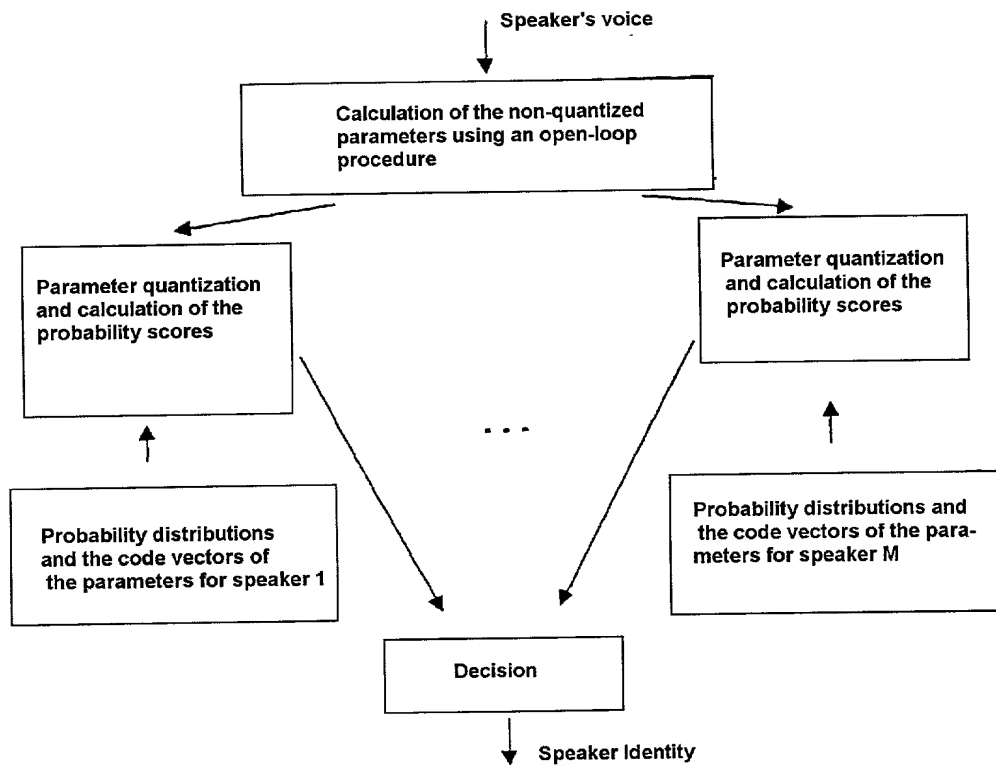 Speaker's voice
Calculation of the non-quantized
parameters using an open-loop
procedure
Parameter quantization
and calculation of the
probability scores
Parameter quantization
and calculation of the
probability scores
...
Probability distributions
and the code vectors of
the parameters for speaker 1
Probability distributions and
the code vectors of the para-
meters for speaker M
Decision
Speaker Identity